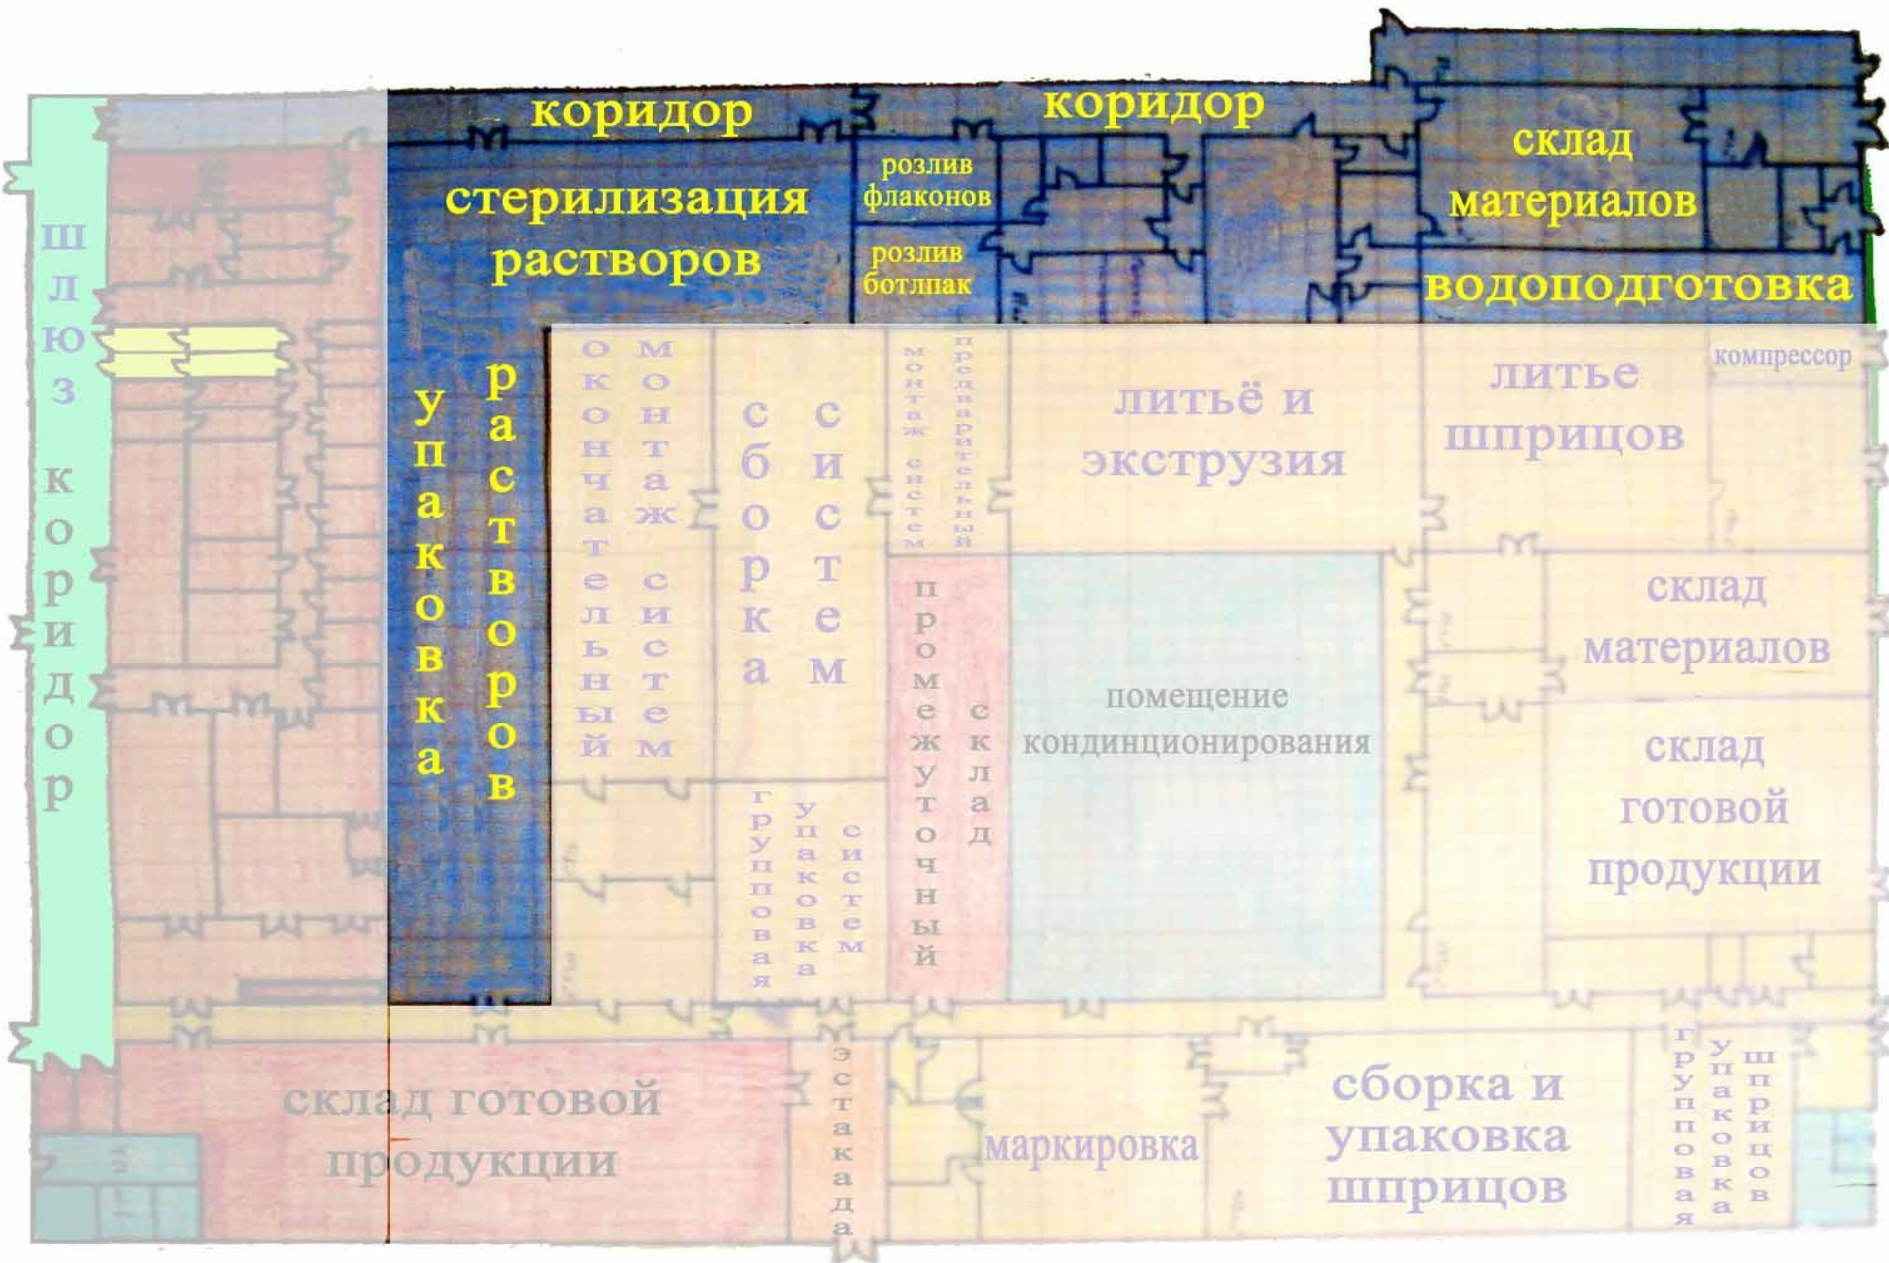 коридор
коридор
склад
материалов
розлив
флаконов
стерилизация
растворов
розлив
ботлпак
водоподготовка
шлюз коридор
упаковка
растворов
окончательный
монтаж систем
сборка
систем
монтаж систем
предварительный
литьё и
экструзия
литье
шприцов
компрессор
промежуточный
склад
помещение
кондинционирования
склад
материалов
склад
готовой
продукции
групповая
упаковка
систем
склад готовой
продукции
эстакада
маркировка
сборка и
упаковка
шприцов
групповая
упаковка
шприцов